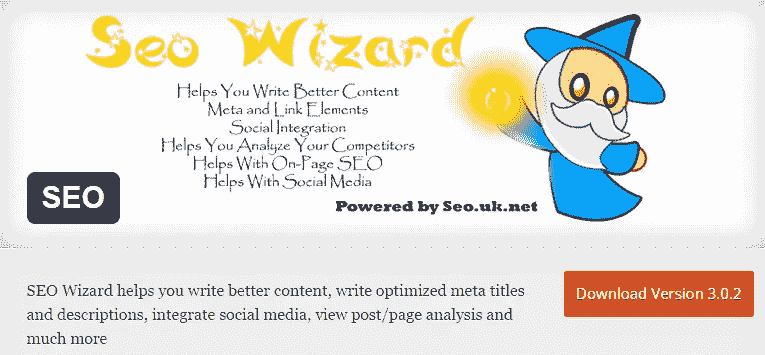 Seo Wizard
Helps You Write Better Content
Meta and Link Elements
Social Integration
Helps You Analyze Your Competitors
Helps With On-Page SEO
Helps With Social Media
SEO
Powered by Seo.uk.net
SEO Wizard helps you write better content, write optimized meta titles
and descriptions, integrate social media, view post/page analysis and
much more
Download Version 3.0.2